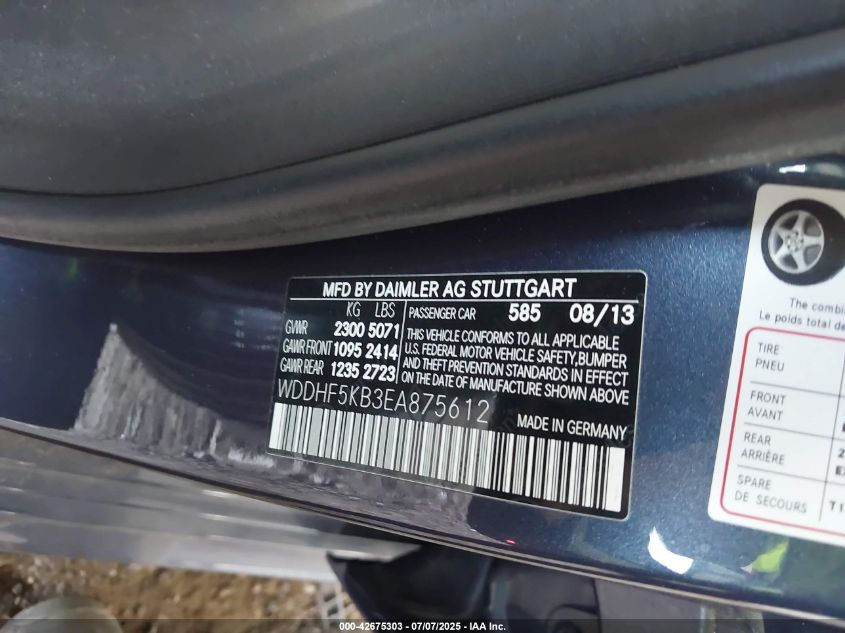 MFD BY DAIMLER AG STUTTGART
KG LBS
GVWR 2300 5071
GAWR FRONT 1095 2414
GAWR REAR 1235 2723
PASSENGER CAR 585 08/13
THIS VEHICLE CONFORMS TO ALL APPLICABLE
U.S. FEDERAL MOTOR VEHICLE SAFETY,BUMPER
AND THEFT PREVENTION STANDARDS IN EFFECT
ON THE DATE OF MANUFACTURE SHOWN ABOVE
WDDHF5KB3EA875612
MADE IN GERMANY
The combi
Le poids total de
TIRE
PNEU
FRONT
AVANT
REAR
ARRIÈRE
SPARE
DE SECOURS
T1
000-42675303 - 07/07/2025 - IAA Inc.